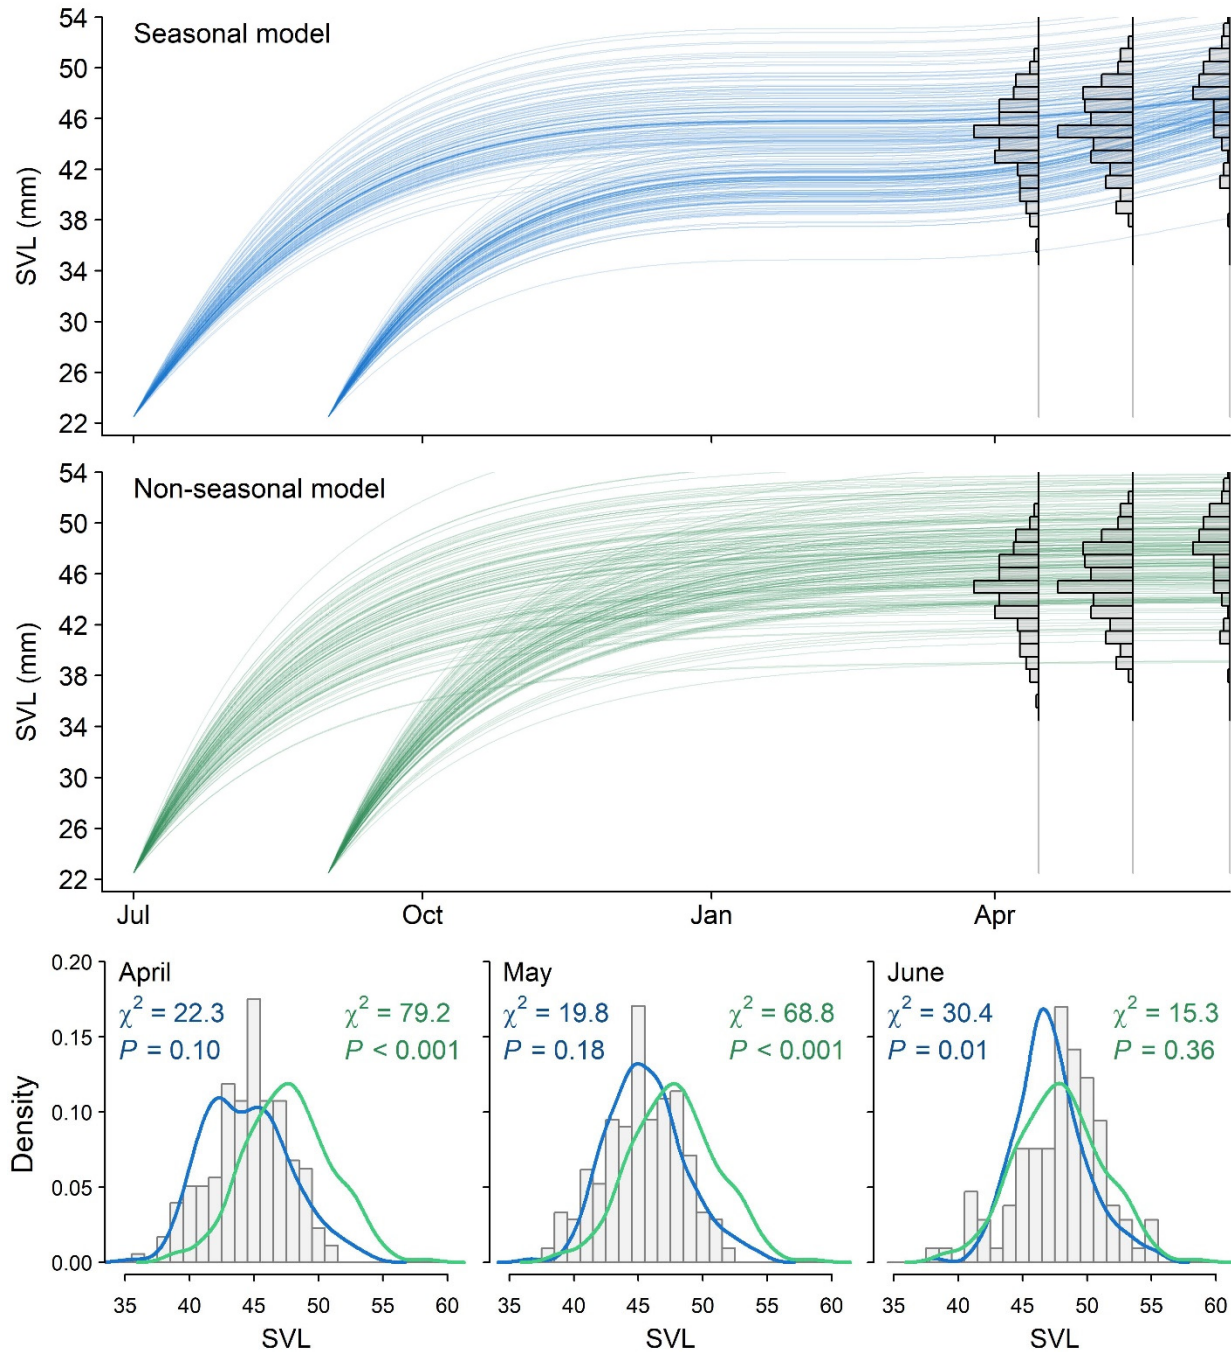 Seasonal model
SVL (mm)
54
50
46
42
38
34
30
26
22
Non-seasonal model
SVL (mm)
54
50
46
42
38
34
30
26
22
Jul Oct Jan Apr
Density
0.20
0.15
0.10
0.05
0.00
April
χ² = 22.3
P = 0.10
χ² = 79.2
P < 0.001
35 40 45 50 55 60
SVL
May
χ² = 19.8
P = 0.18
χ² = 68.8
P < 0.001
35 40 45 50 55 60
SVL
June
χ² = 30.4
P = 0.01
χ² = 15.3
P = 0.36
35 40 45 50 55 60
SVL